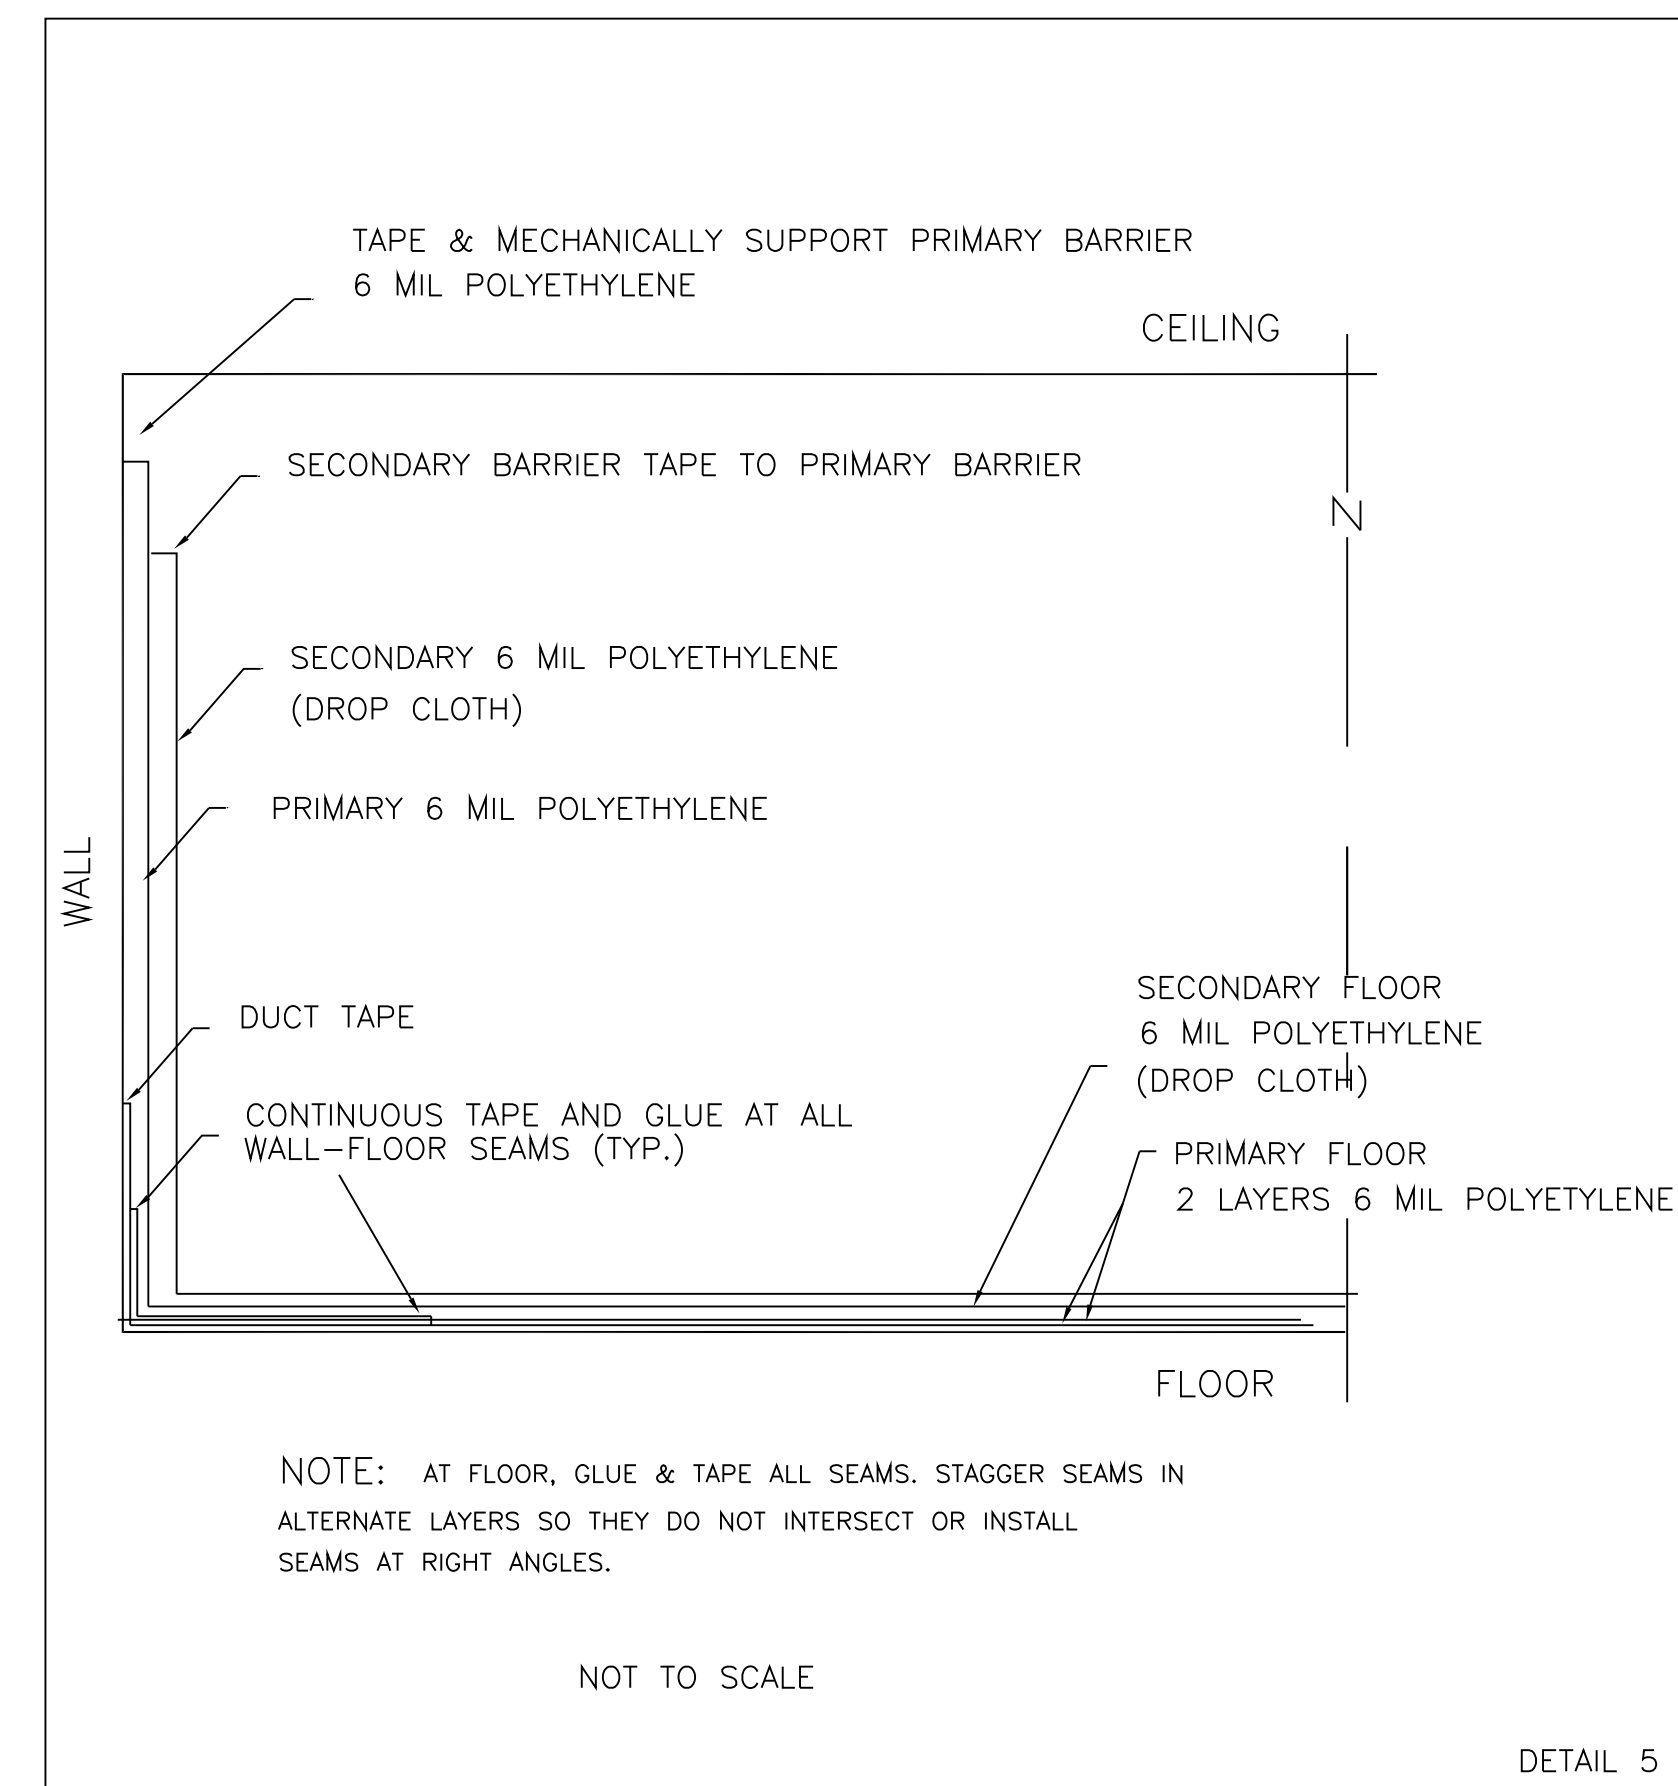 TAPE & MECHANICALLY SUPPORT PRIMARY BARRIER
6 MIL POLYETHYLENE
CEILING
SECONDARY BARRIER TAPE TO PRIMARY BARRIER
Z
SECONDARY 6 MIL POLYETHYLENE
(DROP CLOTH)
PRIMARY 6 MIL POLYETHYLENE
WALL
SECONDARY FLOOR
6 MIL POLYETHYLENE
(DROP CLOTH)
DUCT TAPE
CONTINUOUS TAPE AND GLUE AT ALL
WALL-FLOOR SEAMS (TYP.)
PRIMARY FLOOR
2 LAYERS 6 MIL POLYETYLENE
FLOOR
NOTE: AT FLOOR, GLUE & TAPE ALL SEAMS. STAGGER SEAMS IN
ALTERNATE LAYERS SO THEY DO NOT INTERSECT OR INSTALL
SEAMS AT RIGHT ANGLES.
NOT TO SCALE
DETAIL 5